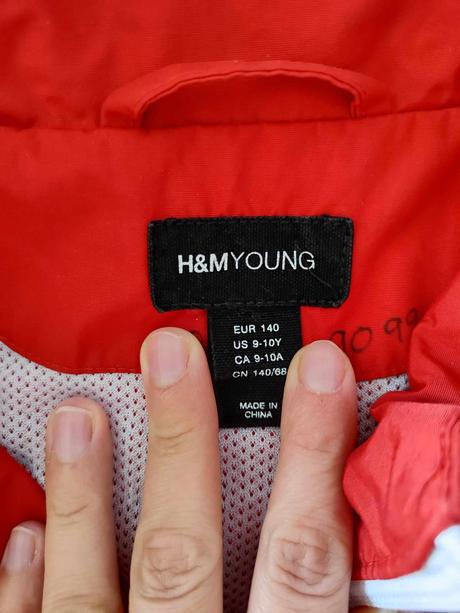 H&MYOUNG
EUR 140
US 9-10Y
CA 9-10A
CN 140/68
MADE IN
CHINA